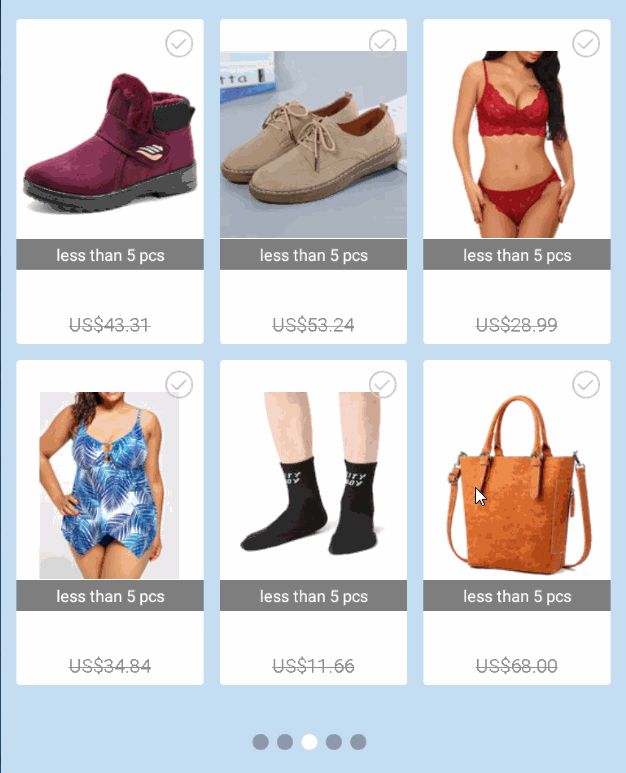 tta
less than 5 pcs
less than 5 pcs
less than 5 pcs
US$43.31
US$53.24
US$28.99
less than 5 pcs
less than 5 pcs
less than 5 pcs
US$34.84
US$11.66
US$68.00